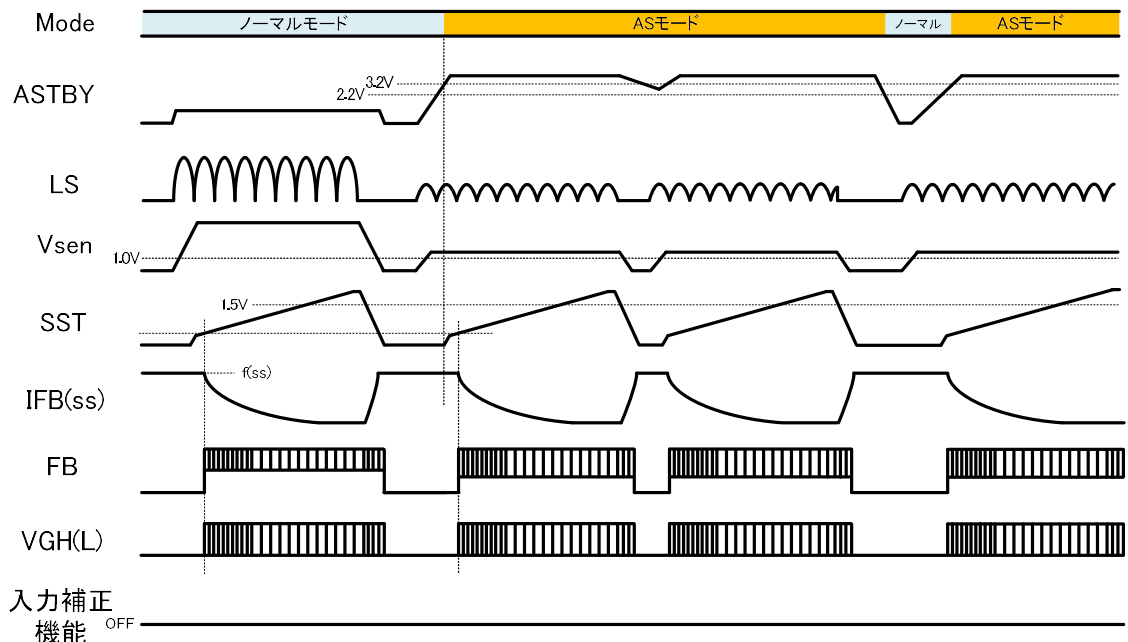 Mode ノーマルモード ASモード ノーマル ASモード
3.2V
ASTBY 2.2V
LS
Vsen
1.0V
1.5V
SST
f(ss)
IFB(ss)
FB
VGH(L)
入力補正
機能 OFF